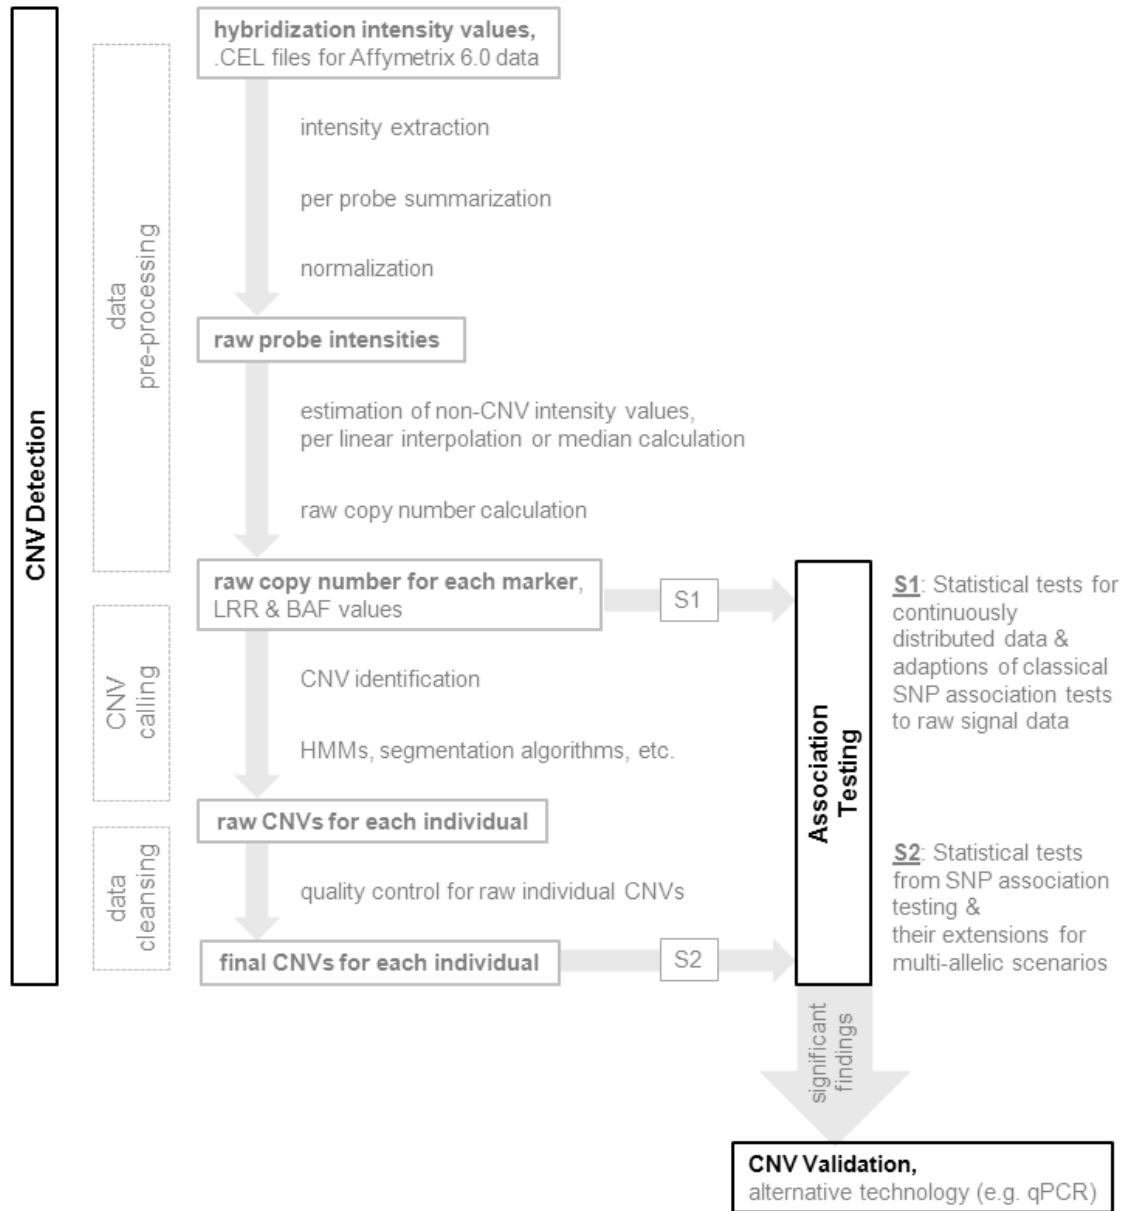 hybridization intensity values,
.CEL files for Affymetrix 6.0 data
intensity extraction
per probe summarization
normalization
data
pre-processing
raw probe intensities
estimation of non-CNV intensity values,
per linear interpolation or median calculation
raw copy number calculation
CNV Detection
raw copy number for each marker,
LRR & BAF values
S1
S1: Statistical tests for
continuously
distributed data &
adaptions of classical
SNP association tests
to raw signal data
CNV
calling
CNV identification
HMMs, segmentation algorithms, etc.
Association
Testing
raw CNVs for each individual
data
cleansing
quality control for raw individual CNVs
final CNVs for each individual
S2
S2: Statistical tests
from SNP association
testing &
their extensions for
multi-allelic scenarios
significant
findings
CNV Validation,
alternative technology (e.g. qPCR)